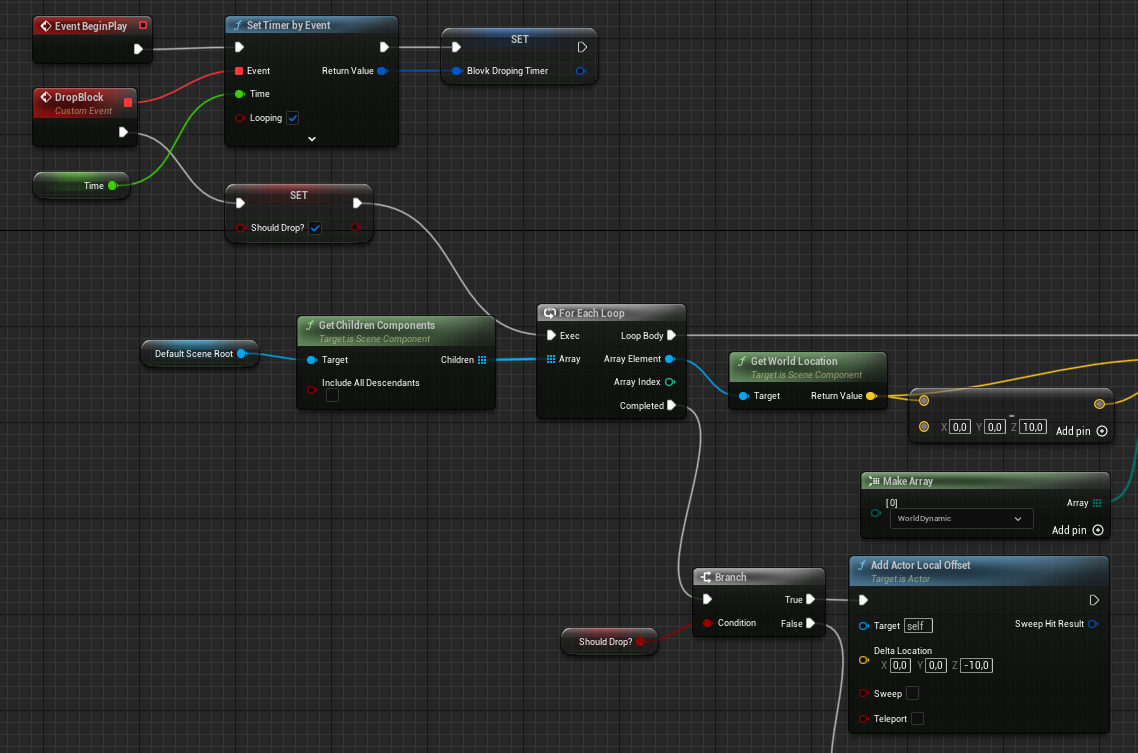 Event BeginPlay
Set Timer by Event
Event
Return Value
Time
Looping
SET
Blovk Droping Timer
DropBlock
Custom Event
Time
SET
Should Drop?
Default Scene Root
Get Children Components
Target is Scene Component
Target
Children
Include All Descendants
For Each Loop
Exec
Loop Body
Array
Array Element
Array Index
Completed
Get World Location
Target is Scene Component
Target
Return Value
-
X 0,0 Y 0,0 Z 10,0
Add pin
Make Array
[0]
Array
WorldDynamic
Add pin
Branch
True
Condition
False
Should Drop?
Add Actor Local Offset
Target is Actor
Target self
Sweep Hit Result
Delta Location
X 0,0 Y 0,0 Z -10,0
Sweep
Teleport